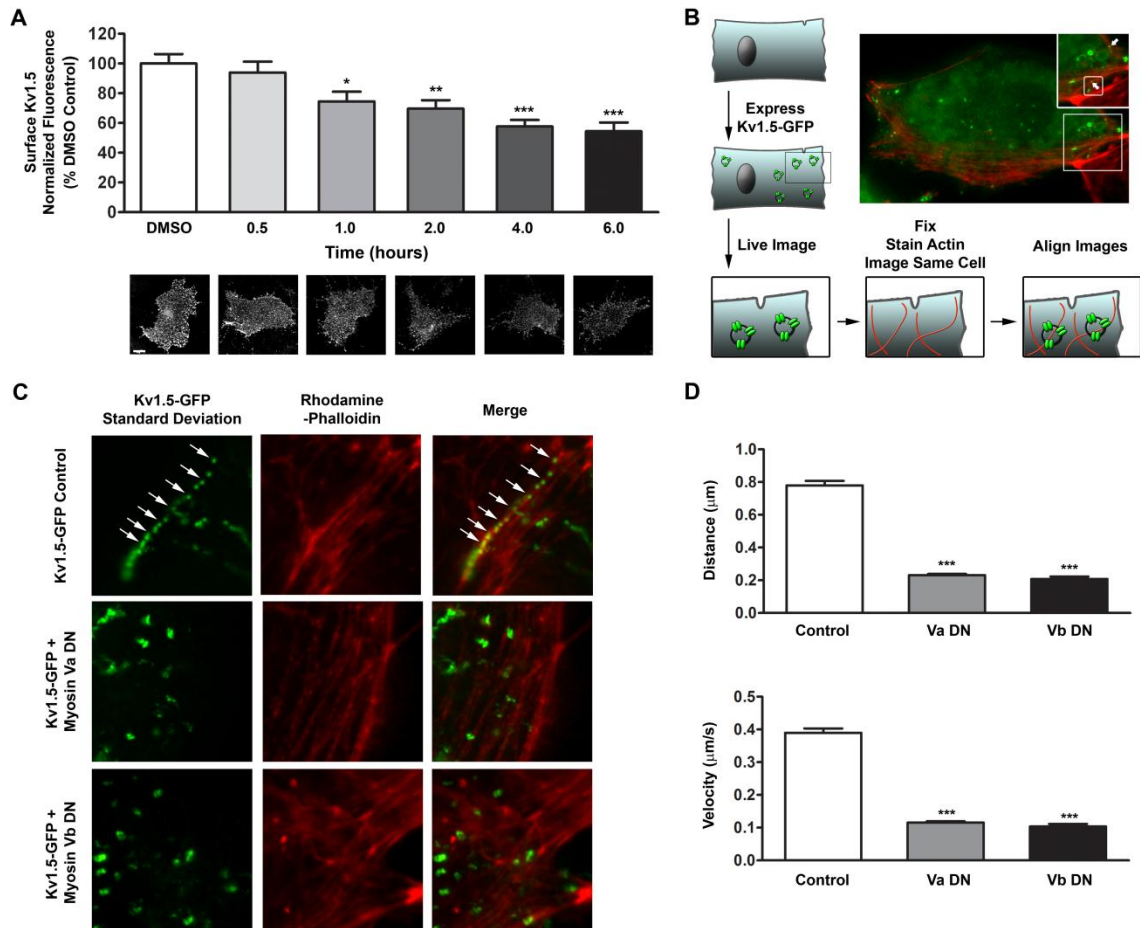 A
Surface Kv1.5
Normalized Fluorescence
(% DMSO Control)
120
100
80
60
40
20
0
*
**
***
***
DMSO 0.5 1.0 2.0 4.0 6.0
Time (hours)
B
Express
Kv1.5-GFP
Live Image
Fix
Stain Actin
Image Same Cell
Align Images
C
Kv1.5-GFP
Standard Deviation
Rhodamine
-Phalloidin
Merge
Kv1.5-GFP Control
Kv1.5-GFP +
Myosin Va DN
Kv1.5-GFP +
Myosin Vb DN
D
Distance (μm)
1.0
0.8
0.6
0.4
0.2
0.0
***
***
Control Va DN Vb DN
Velocity (μm/s)
0.5
0.4
0.3
0.2
0.1
0.0
***
***
Control Va DN Vb DN